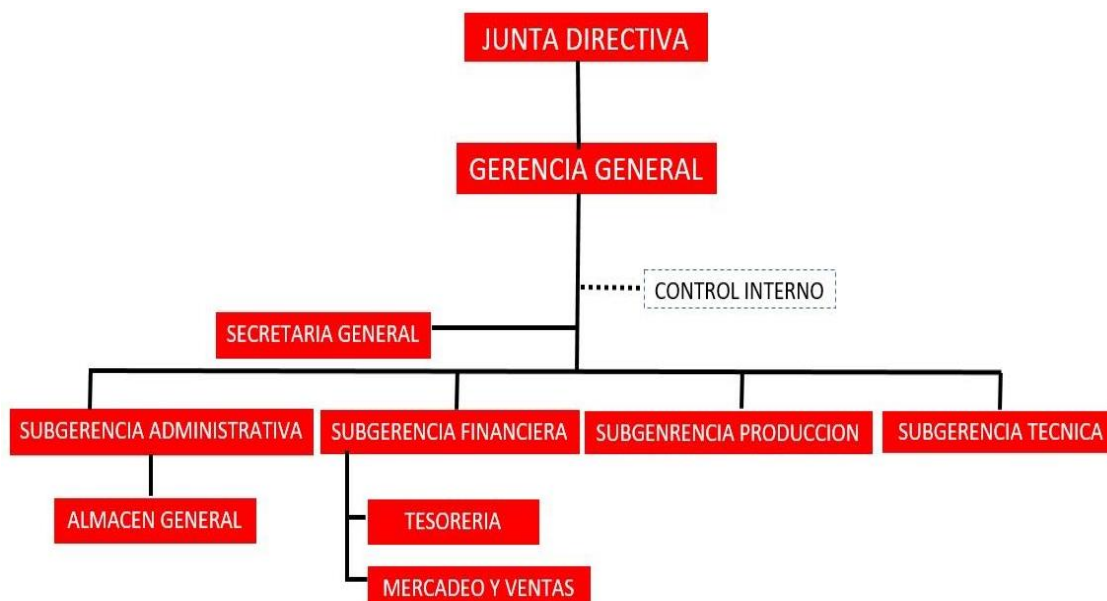 JUNTA DIRECTIVA
GERENCIA GENERAL
CONTROL INTERNO
SECRETARIA GENERAL
SUBGERENCIA ADMINISTRATIVA
SUBGERENCIA FINANCIERA
SUBGENRENCIA PRODUCCION
SUBGERENCIA TECNICA
ALMACEN GENERAL
TESORERIA
MERCADEO Y VENTAS